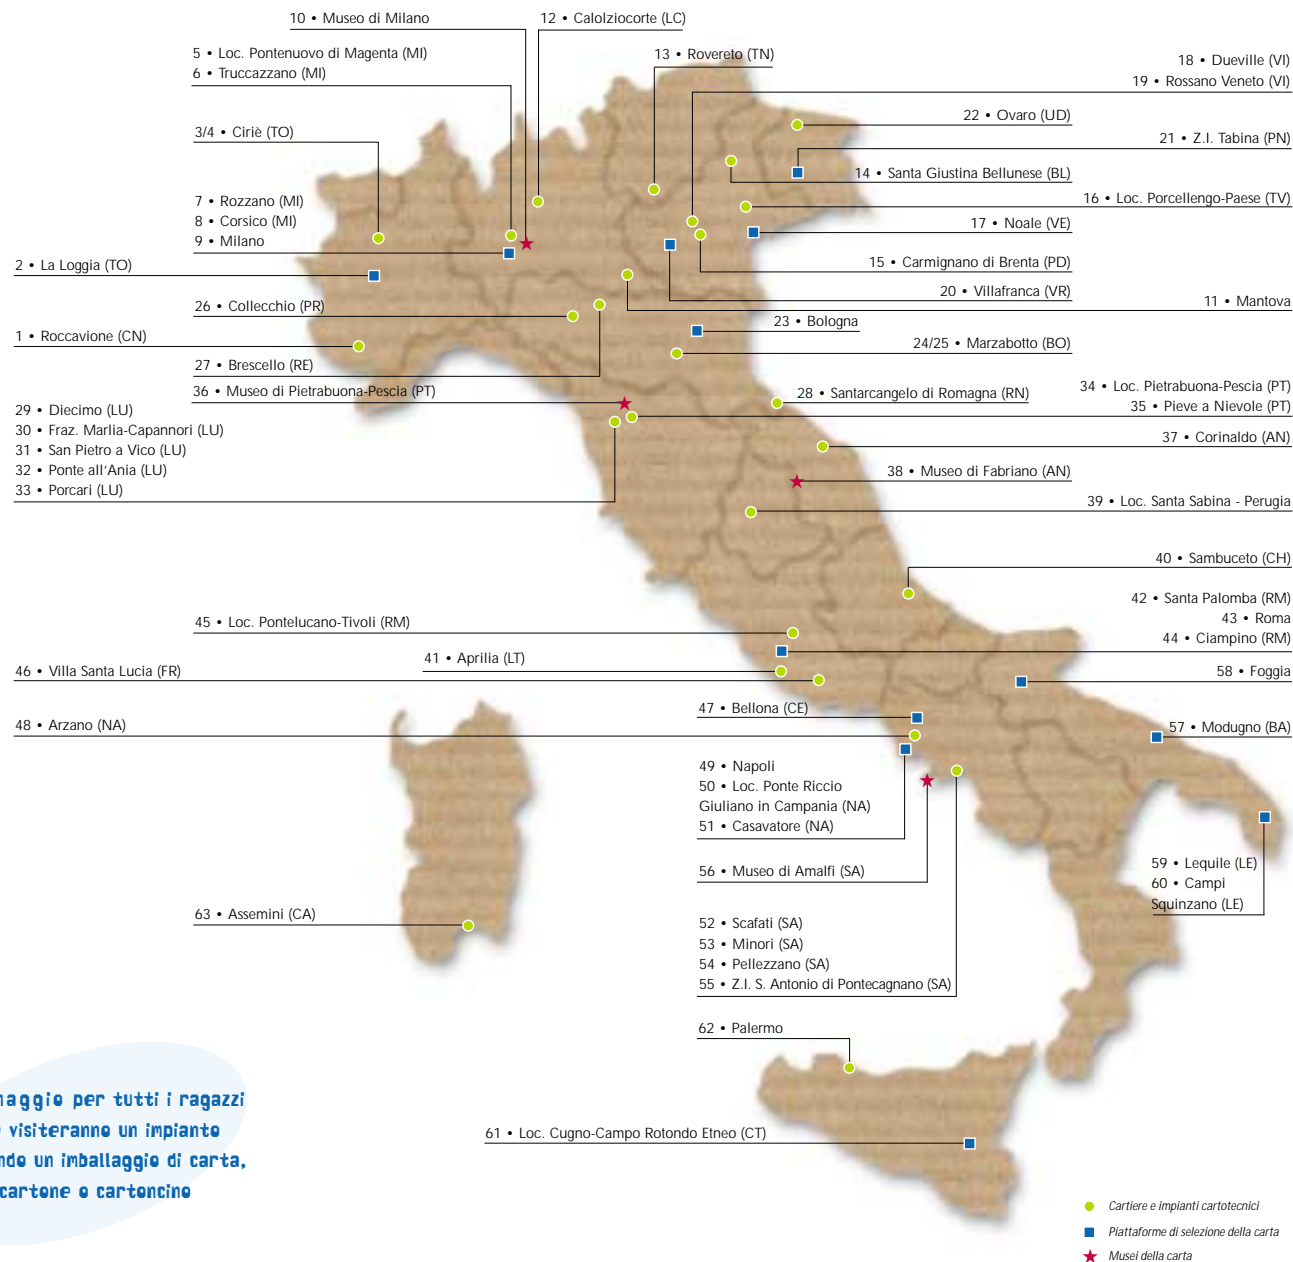 10 • Museo di Milano
12 • Calolziocorte (LC)
5 • Loc. Pontenuovo di Magenta (MI)
6 • Truccazzano (MI)
13 • Rovereto (TN)
18 • Dueville (VI)
19 • Rossano Veneto (VI)
22 • Ovaro (UD)
3/4 • Ciriè (TO)
21 • Z.I. Tabina (PN)
14 • Santa Giustina Bellunese (BL)
7 • Rozzano (MI)
8 • Corsico (MI)
9 • Milano
16 • Loc. Porcellengo-Paese (TV)
17 • Noale (VE)
2 • La Loggia (TO)
15 • Carmignano di Brenta (PD)
20 • Villafranca (VR)
26 • Collecchio (PR)
11 • Mantova
23 • Bologna
1 • Roccavione (CN)
24/25 • Marzabotto (BO)
27 • Brescello (RE)
36 • Museo di Pietrabuona-Pescia (PT)
28 • Santarcangelo di Romagna (RN)
34 • Loc. Pietrabuona-Pescia (PT)
35 • Pieve a Nievole (PT)
29 • Diecimo (LU)
30 • Fraz. Marlia-Capannori (LU)
31 • San Pietro a Vico (LU)
32 • Ponte all'Ania (LU)
33 • Porcari (LU)
37 • Corinaldo (AN)
38 • Museo di Fabriano (AN)
39 • Loc. Santa Sabina - Perugia
40 • Sambuceto (CH)
42 • Santa Palomba (RM)
43 • Roma
44 • Ciampino (RM)
45 • Loc. Pontelucano-Tivoli (RM)
41 • Aprilia (LT)
46 • Villa Santa Lucia (FR)
58 • Foggia
47 • Bellona (CE)
48 • Arzano (NA)
57 • Modugno (BA)
49 • Napoli
50 • Loc. Ponte Riccio
Giuliano in Campania (NA)
51 • Casavatore (NA)
56 • Museo di Amalfi (SA)
59 • Lequile (LE)
60 • Campi
Squinzano (LE)
63 • Assemini (CA)
52 • Scafati (SA)
53 • Minori (SA)
54 • Pellezzano (SA)
55 • Z.I. S. Antonio di Pontecagnano (SA)
62 • Palermo
61 • Loc. Cugno-Campo Rotondo Etneo (CT)
maggio per tutti i ragazzi
visiteranno un impianto
ndo un imballaggio di carta,
cartone o cartoncino
Cartiere e impianti cartotecnici
Piattaforme di selezione della carta
Musei della carta